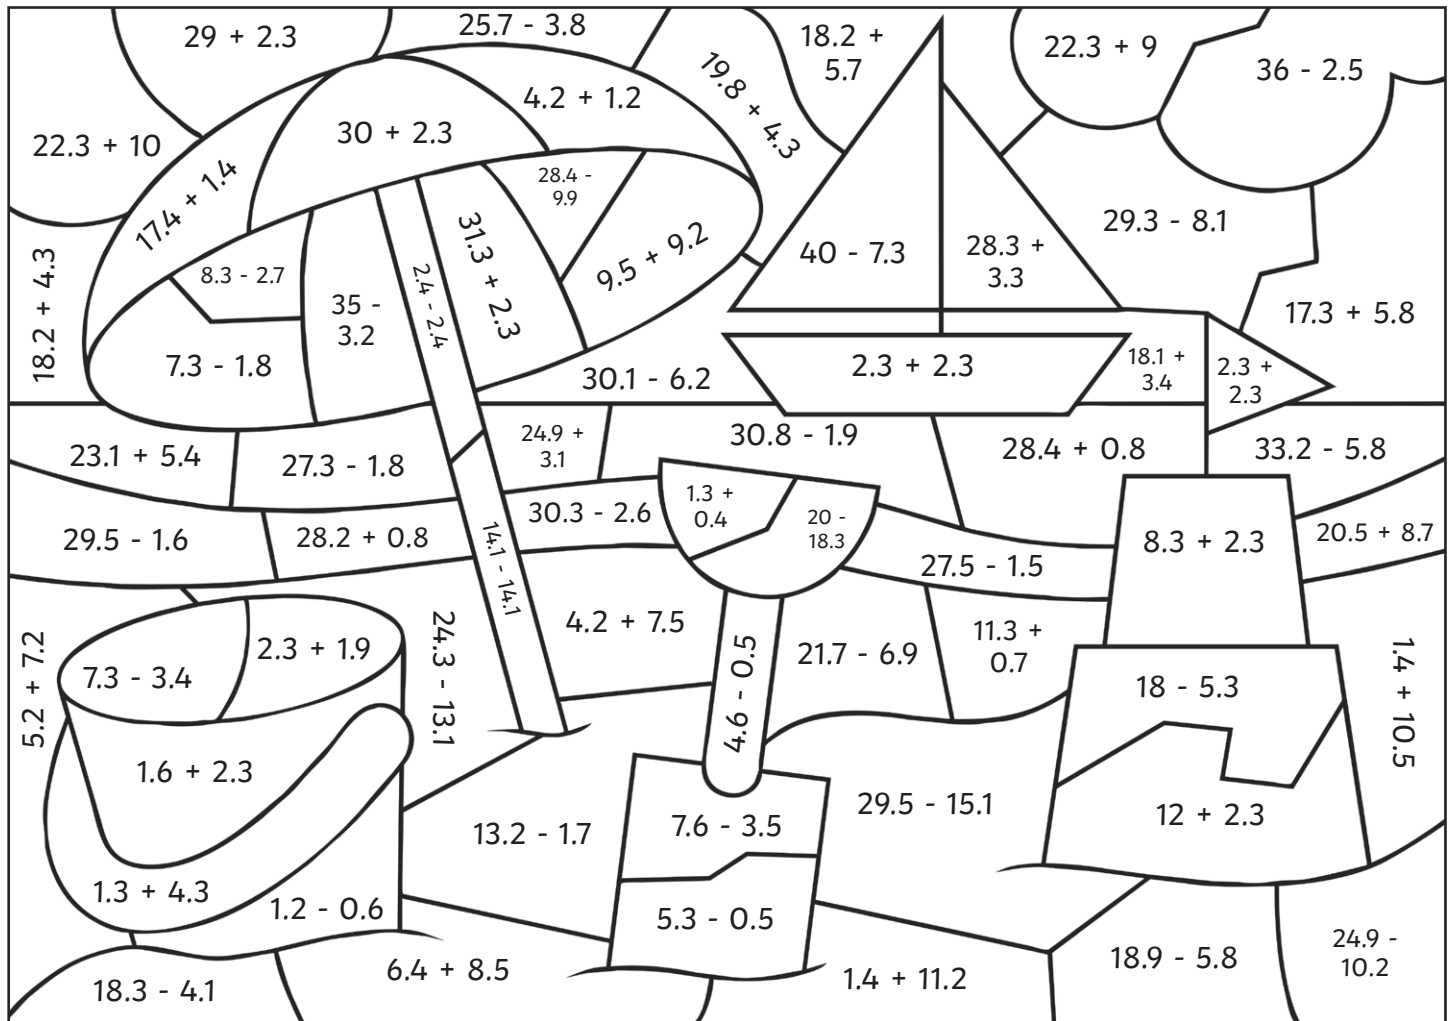 29 + 2.3
25.7 - 3.8
18.2 +
5.7
22.3 + 9
36 - 2.5
19.8 + 4.3
4.2 + 1.2
30 + 2.3
22.3 + 10
17.4 + 1.4
28.4 -
9.9
31.3 + 2.3
9.5 + 9.2
40 - 7.3
28.3 +
3.3
29.3 - 8.1
18.2 + 4.3
8.3 - 2.7
35 -
3.2
2.4 - 2.4
17.3 + 5.8
7.3 - 1.8
30.1 - 6.2
2.3 + 2.3
18.1 +
3.4
2.3 +
2.3
23.1 + 5.4
27.3 - 1.8
24.9 +
3.1
30.8 - 1.9
28.4 + 0.8
33.2 - 5.8
29.5 - 1.6
28.2 + 0.8
14.1 - 14.1
30.3 - 2.6
1.3 +
0.4
20 -
18.3
27.5 - 1.5
8.3 + 2.3
20.5 + 8.7
5.2 + 7.2
7.3 - 3.4
2.3 + 1.9
24.3 - 13.1
4.2 + 7.5
4.6 - 0.5
21.7 - 6.9
11.3 +
0.7
18 - 5.3
1.4 + 10.5
1.6 + 2.3
13.2 - 1.7
7.6 - 3.5
29.5 - 15.1
12 + 2.3
1.3 + 4.3
1.2 - 0.6
5.3 - 0.5
18.3 - 4.1
6.4 + 8.5
1.4 + 11.2
18.9 - 5.8
24.9 -
10.2